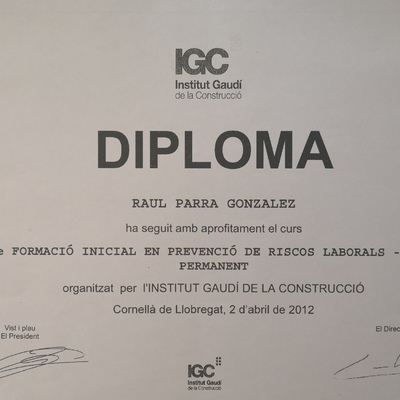 IGC
Institut Gaudí
de la Construcció
DIPLOMA
RAUL PARRA GONZALEZ
ha seguit amb aprofitament el curs
e FORMACIÓ INICIAL EN PREVENCIÓ DE RISCOS LABORALS -
PERMANENT
organitzat per l'INSTITUT GAUDÍ DE LA CONSTRUCCIÓ
Cornellà de Llobregat, 2 d'abril de 2012
Vist i plau
El President
El Direc
IGC
Institut Gaudí
de la Construcció